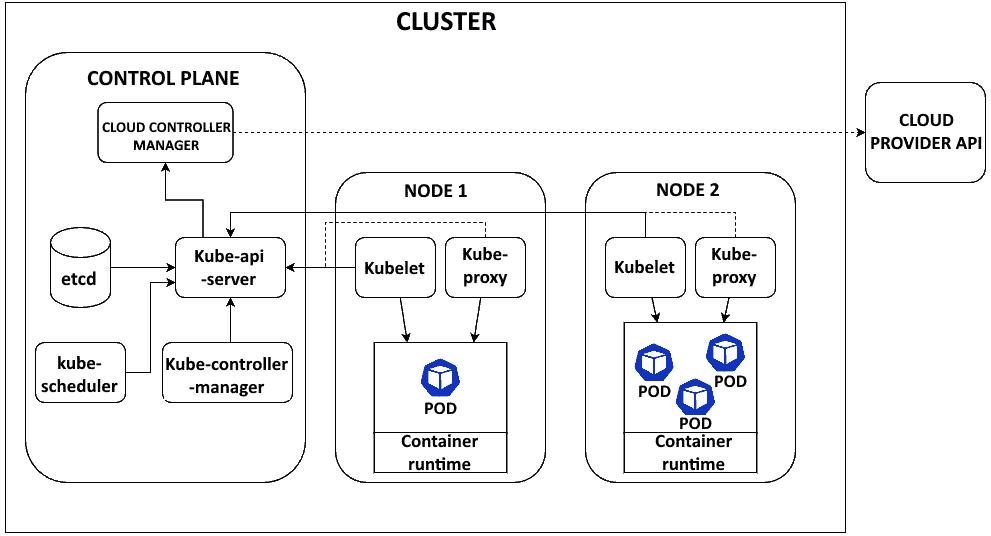 CLUSTER
CONTROL PLANE
CLOUD CONTROLLER
MANAGER
CLOUD
PROVIDER API
NODE 1
NODE 2
etcd
Kube-api
-server
Kubelet
Kube-
proxy
Kubelet
Kube-
proxy
kube-
scheduler
Kube-controller
-manager
POD
Container
runtime
POD
POD
POD
Container
runtime